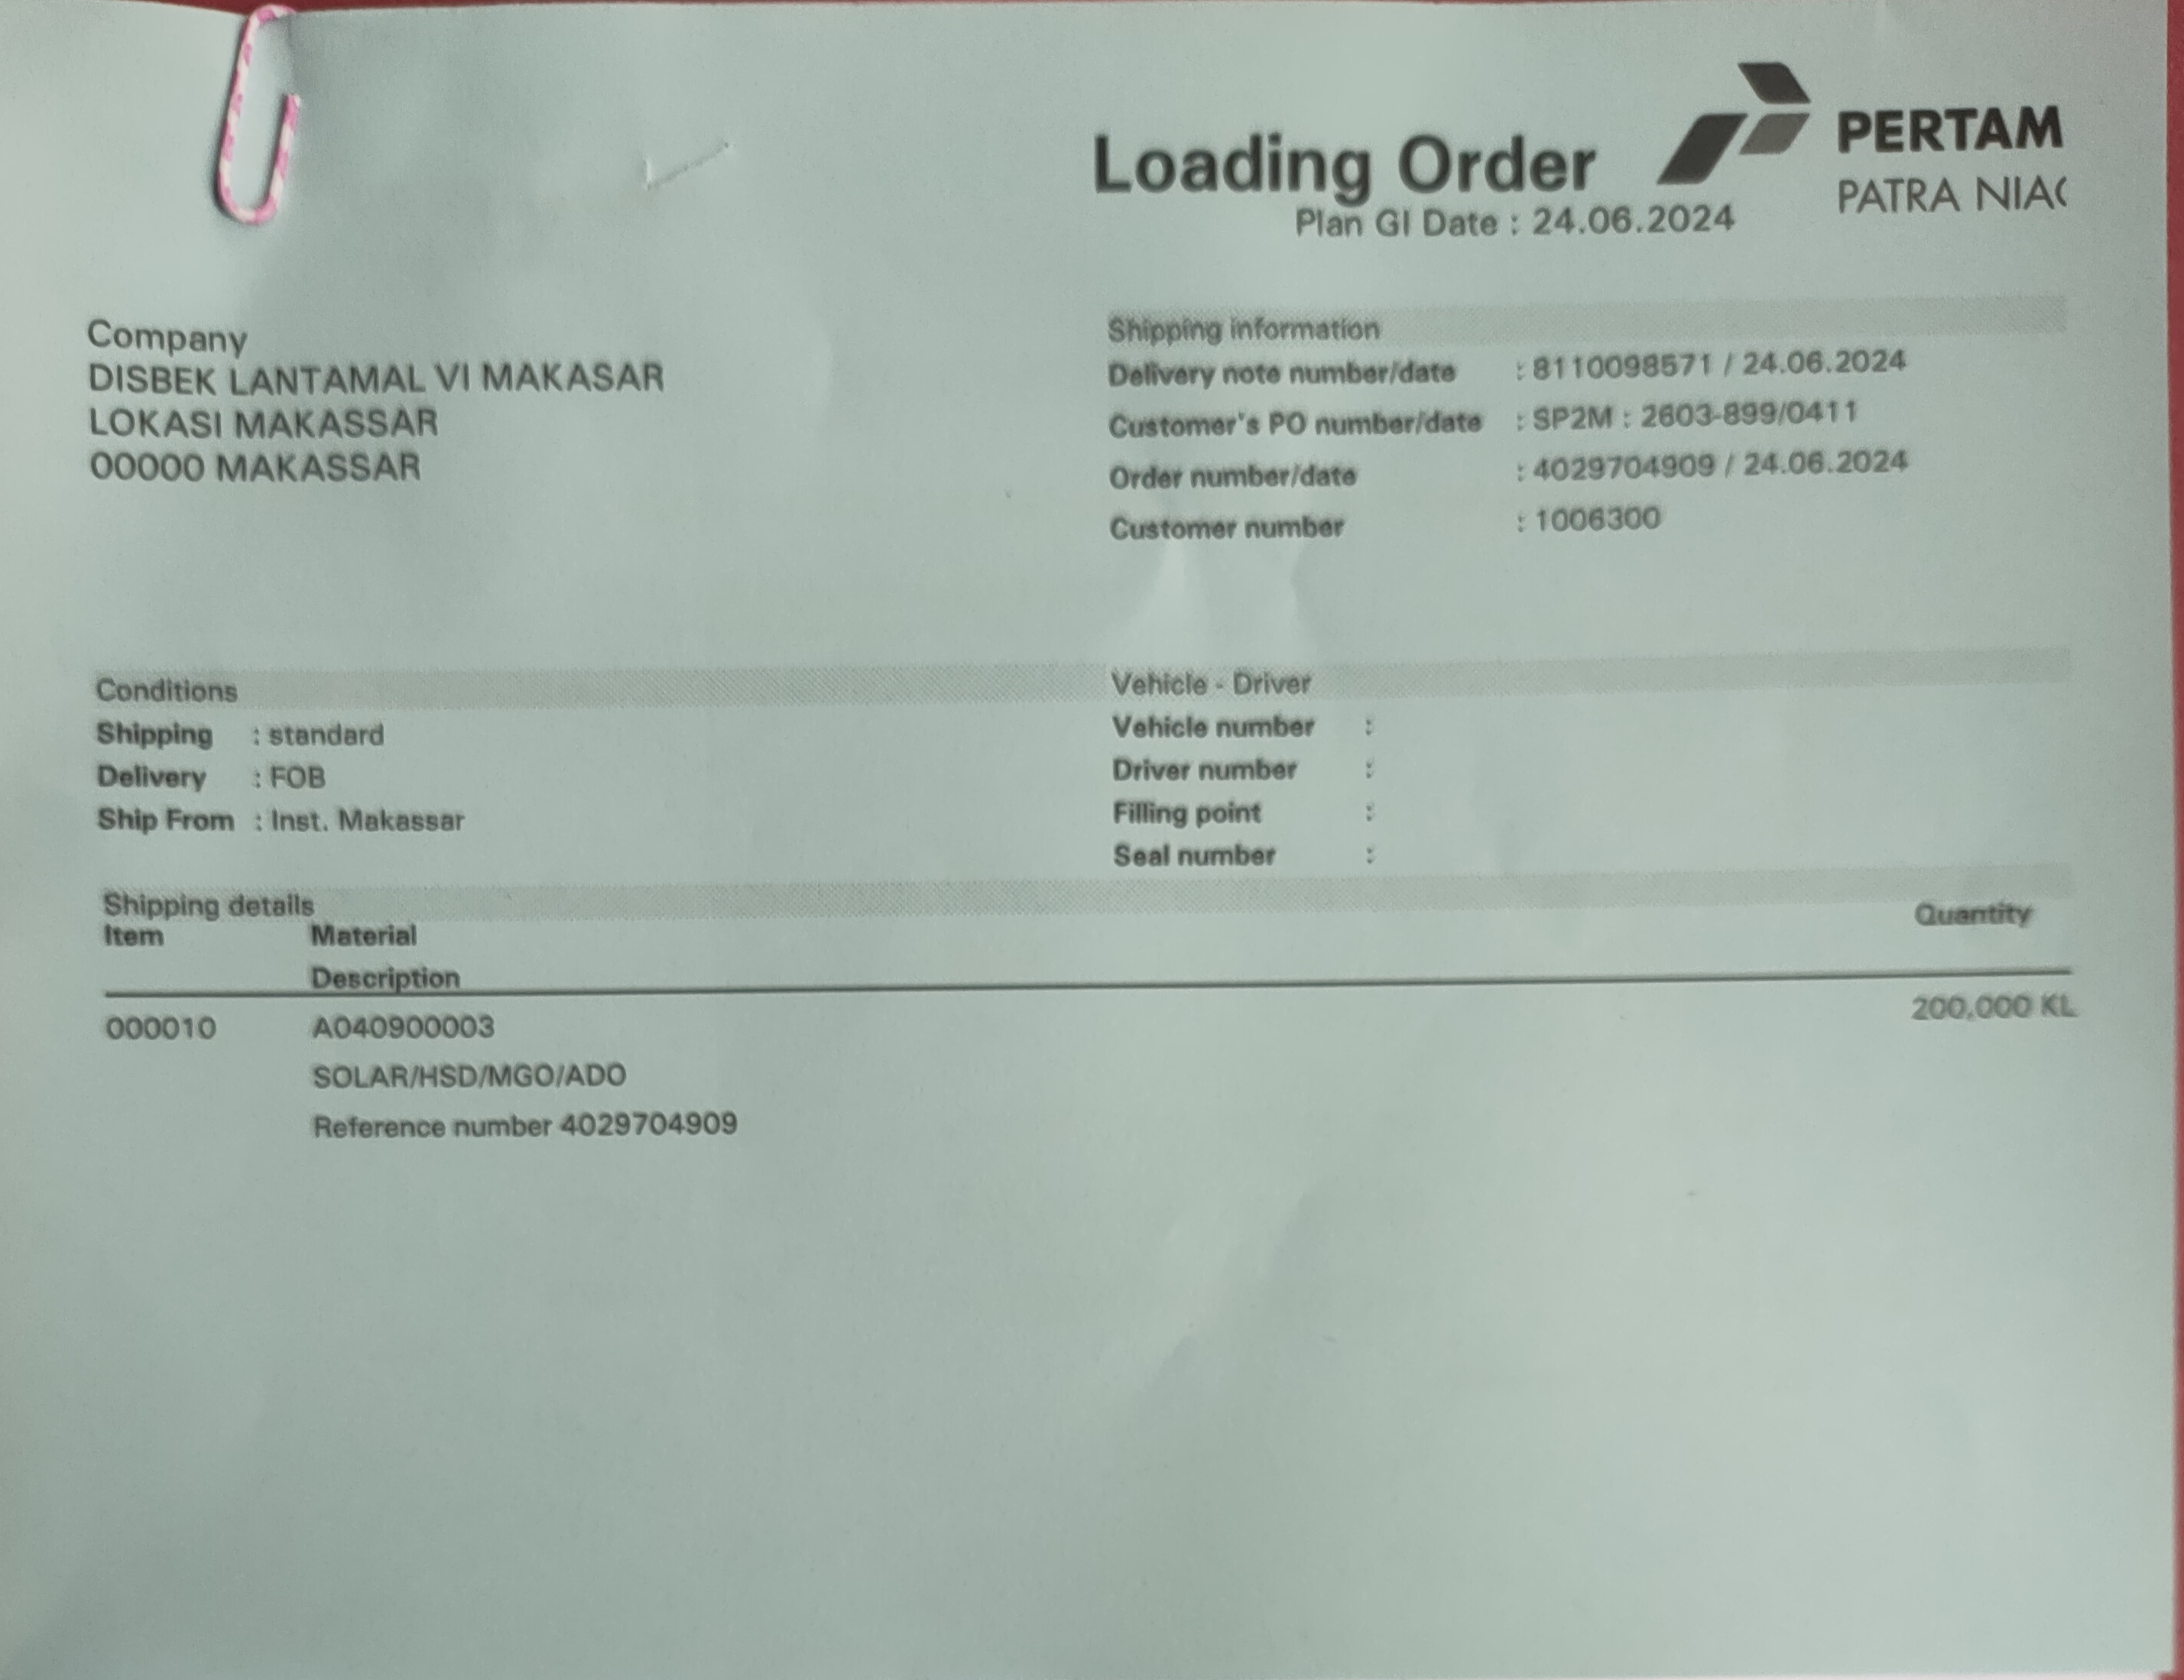 Loading Order
Plan GI Date : 24.06.2024
PERTAM
PATRA NIAG
Company
DISBEK LANTAMAL VI MAKASAR
LOKASI MAKASSAR
00000 MAKASSAR
Shipping information
Delivery note number/date : 8110098571 / 24.06.2024
Customer's PO number/date : SP2M : 2603-899/0411
Order number/date : 4029704909 / 24.06.2024
Customer number : 1006300
Conditions
Shipping : standard
Delivery : FOB
Ship From : Inst. Makassar
Vehicle - Driver
Vehicle number :
Driver number :
Filling point :
Seal number :
Shipping details
Item Material Quantity
Description
000010 A040900003 200,000 KL
SOLAR/HSD/MGO/ADO
Reference number 4029704909